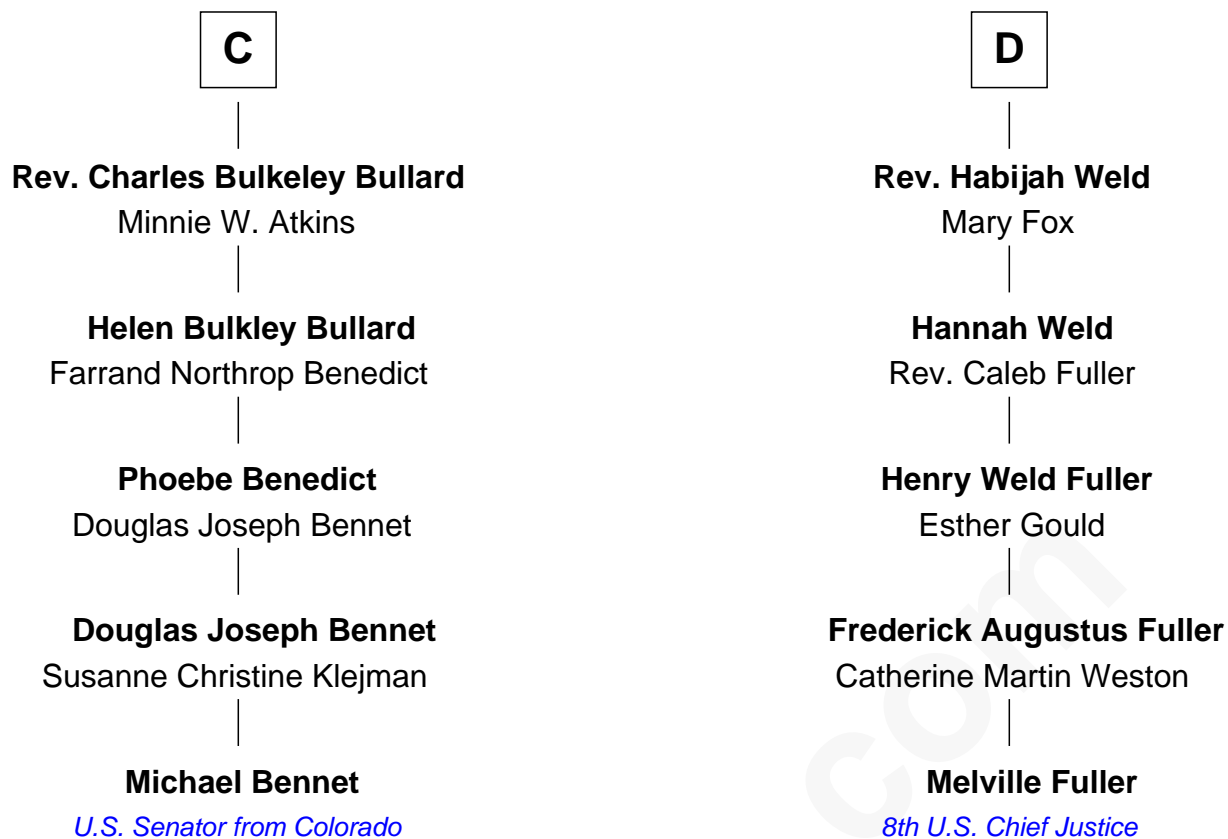 C
Rev. Charles Bulkeley Bullard
Minnie W. Atkins
Helen Bulkley Bullard
Farrand Northrop Benedict
Phoebe Benedict
Douglas Joseph Bennet
Douglas Joseph Bennet
Susanne Christine Klejman
Michael Bennet
U.S. Senator from Colorado
D
Rev. Habijah Weld
Mary Fox
Hannah Weld
Rev. Caleb Fuller
Henry Weld Fuller
Esther Gould
Frederick Augustus Fuller
Catherine Martin Weston
Melville Fuller
8th U.S. Chief Justice
com